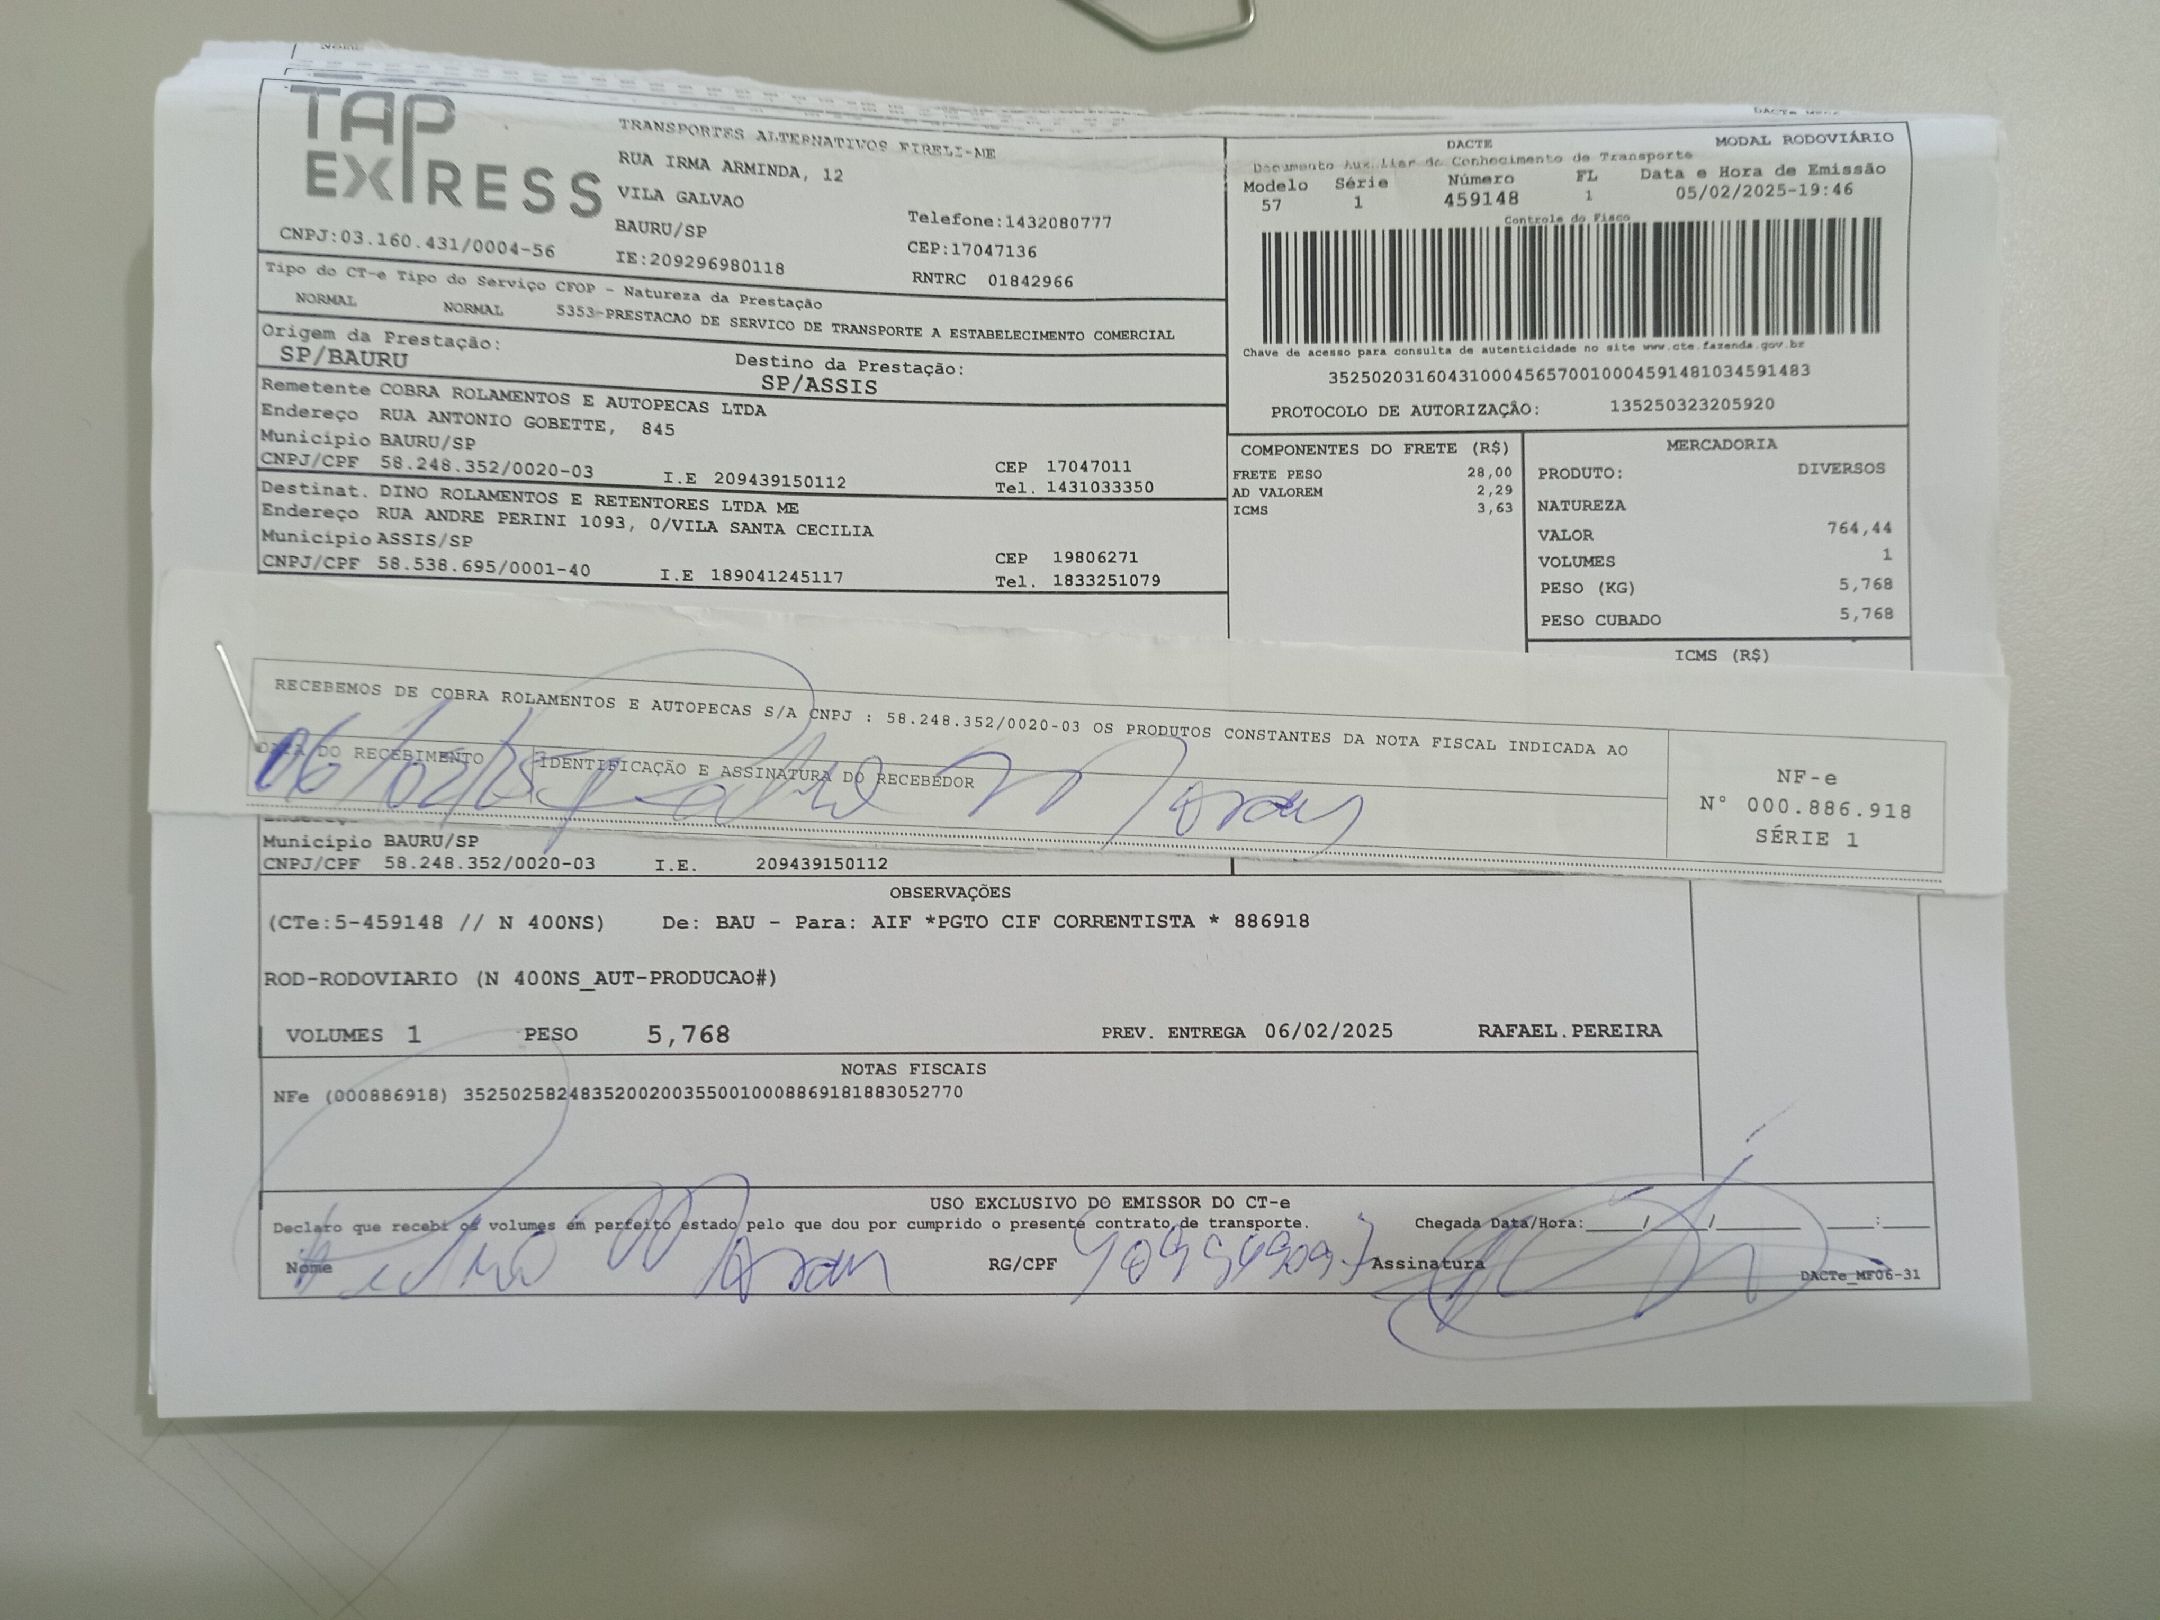 TAP
EXPRESS
CNPJ:03.160.431/0004-56
TRANSPORTES ALTERNATIVOS EIRELI-ME
RUA IRMA ARMINDA, 12
VILA GALVAO
BAURU/SP
IE:209296980118
Telefone:1432080777
CEP:17047136
RNTRC 01842966
DACTE
MODAL RODOVIÁRIO
Documento Auxiliar do Conhecimento de Transporte
Modelo Série Número FL Data e Hora de Emissão
57 1 459148 1 05/02/2025-19:46
Controle do Fisco
Chave de acesso para consulta de autenticidade no site www.cte.fazenda.gov.br
35250203160431000456570010004591481034591483
PROTOCOLO DE AUTORIZAÇÃO: 135250323205920
Tipo do CT-e Tipo do Serviço CFOP - Natureza da Prestação
NORMAL NORMAL 5353-PRESTACAO DE SERVICO DE TRANSPORTE A ESTABELECIMENTO COMERCIAL
Origem da Prestação:
SP/BAURU
Destino da Prestação:
SP/ASSIS
Remetente COBRA ROLAMENTOS E AUTOPECAS LTDA
Endereço RUA ANTONIO GOBETTE, 845
Município BAURU/SP
CEP 17047011
CNPJ/CPF 58.248.352/0020-03 I.E 209439150112 Tel. 1431033350
Destinat. DINO ROLAMENTOS E RETENTORES LTDA ME
Endereço RUA ANDRE PERINI 1093, 0/VILA SANTA CECILIA
Município ASSIS/SP
CEP 19806271
CNPJ/CPF 58.538.695/0001-40 I.E 189041245117 Tel. 1833251079
COMPONENTES DO FRETE (R$)
FRETE PESO 28,00
AD VALOREM 2,29
ICMS 3,63
MERCADORIA
PRODUTO: DIVERSOS
NATUREZA
VALOR 764,44
VOLUMES 1
PESO (KG) 5,768
PESO CUBADO 5,768
ICMS (R$)
RECEBEMOS DE COBRA ROLAMENTOS E AUTOPECAS S/A CNPJ : 58.248.352/0020-03 OS PRODUTOS CONSTANTES DA NOTA FISCAL INDICADA AO
DATA DO RECEBIMENTO
06/02/25
IDENTIFICAÇÃO E ASSINATURA DO RECEBEDOR
NF-e
N° 000.886.918
SÉRIE 1
Endereço
Município BAURU/SP
CNPJ/CPF 58.248.352/0020-03 I.E. 209439150112
OBSERVAÇÕES
(CTe:5-459148 // N 400NS) De: BAU - Para: AIF *PGTO CIF CORRENTISTA * 886918
ROD-RODOVIARIO (N 400NS_AUT-PRODUCAO#)
VOLUMES 1 PESO 5,768 PREV. ENTREGA 06/02/2025 RAFAEL.PEREIRA
NOTAS FISCAIS
NFe (000886918) 35250258248352002003550010008869181883052770
USO EXCLUSIVO DO EMISSOR DO CT-e
Declaro que recebi os volumes em perfeito estado pelo que dou por cumprido o presente contrato de transporte. Chegada Data/Hora:____/____/______ ___:___
Nome RG/CPF Assinatura
DACTe_MF06-31